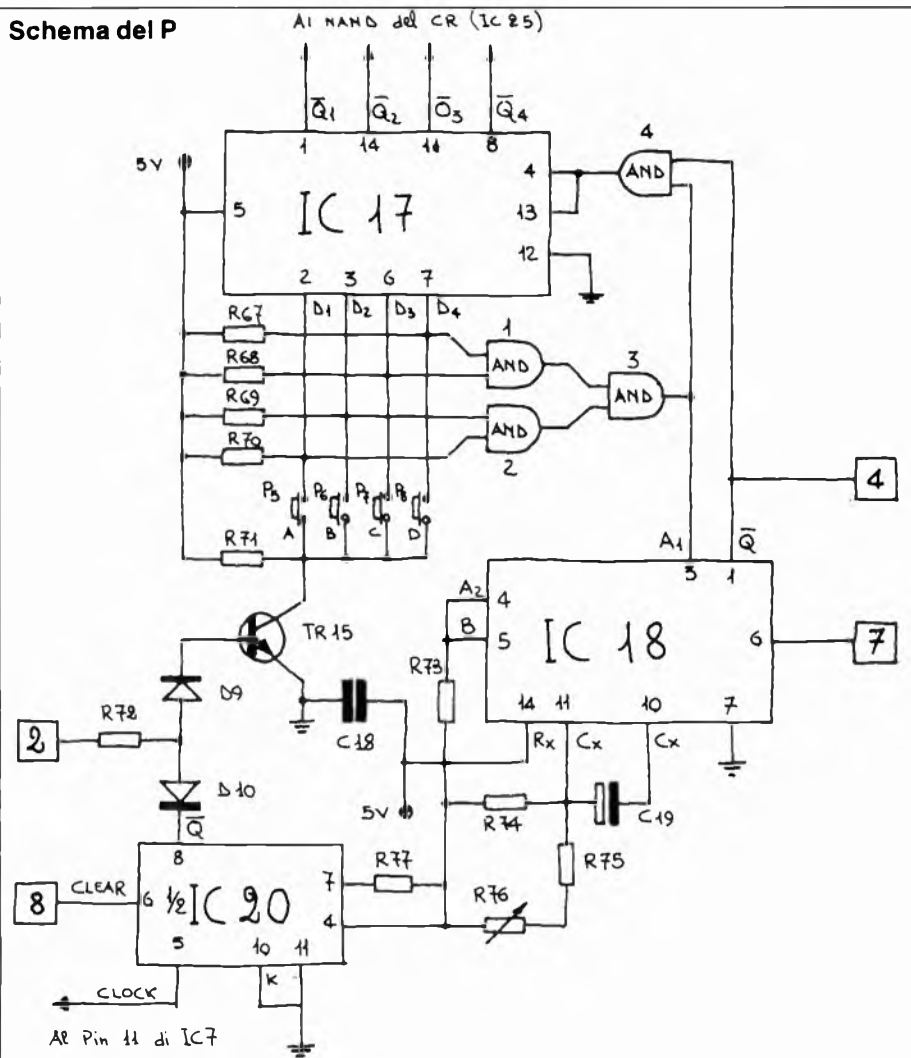 Schema del P
Al NAND del CR (IC 25)
Q̅1 Q̅2 O̅3 Q̅4
1 14 11 8
4
5V
5
IC 17
4
13
12
AND
2 3 6 7
D1 D2 D3 D4
R67
R68
R69
R70
1
AND
AND
2
3
AND
P5 P6 P7 P8
A B C D
R71
4
A1 Q̅
3 1
A2 4
B 5
IC 18
6
7
TR15
R73
14 11 10 7
Rx Cx Cx
D9
R72
2
C18
D10
5V
R74
C19
R75
Q̅
8
R77
7
R76
8
CLEAR
6
1/2 IC 20
4
5 10 11
K
CLOCK
Al Pin 11 di IC7